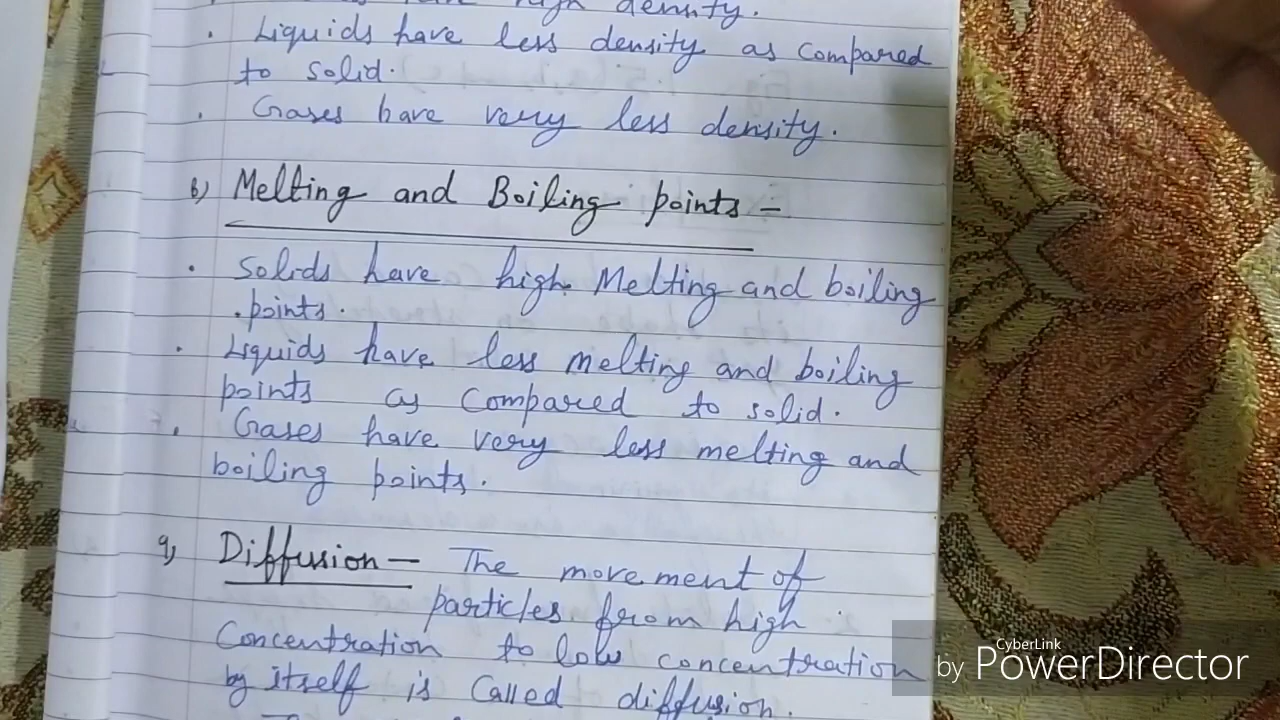 high density.
• Liquids have less density as compared
to solid.
• Gases have very less density.
8) Melting and Boiling points -
• Solids have high Melting and boiling
points.
• Liquids have less melting and boiling
points as compared to solid.
• Gases have very less melting and
boiling points.
9) Diffusion - The movement of
particles from high
Concentration to low concentration
by itself is called diffusion.
CyberLink
by PowerDirector